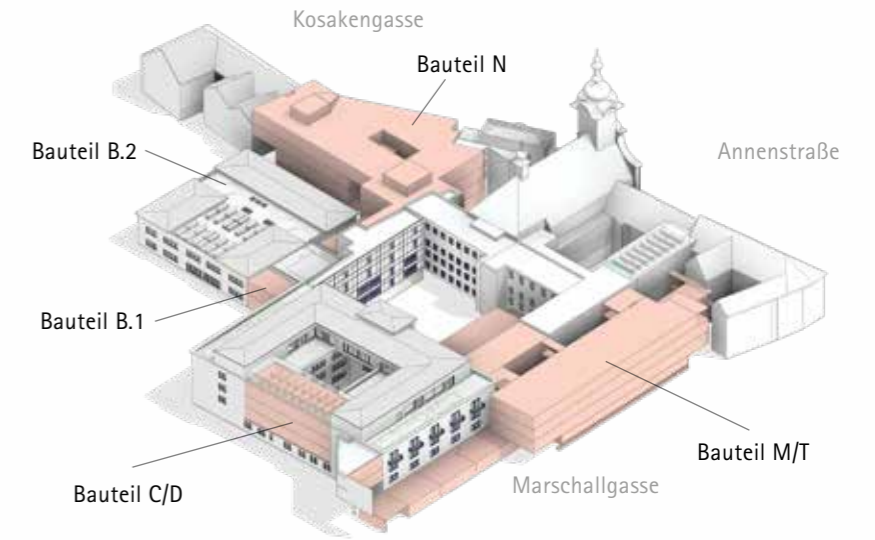 Kosakengasse
Bauteil N
Bauteil B.2
Annenstraße
Bauteil B.1
Bauteil M/T
Bauteil C/D
Marschallgasse